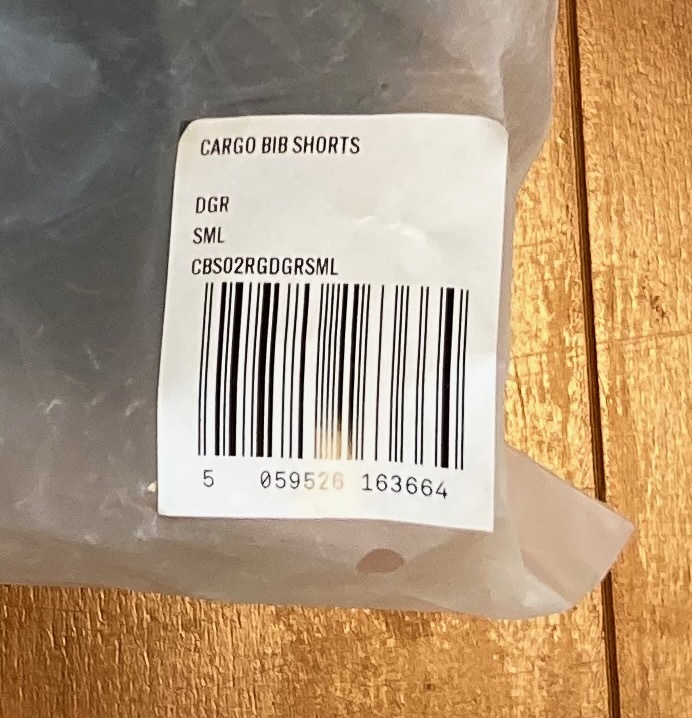 CARGO BIB SHORTS
DGR
SML
CBS02RGDGRSML
5 059526 163664